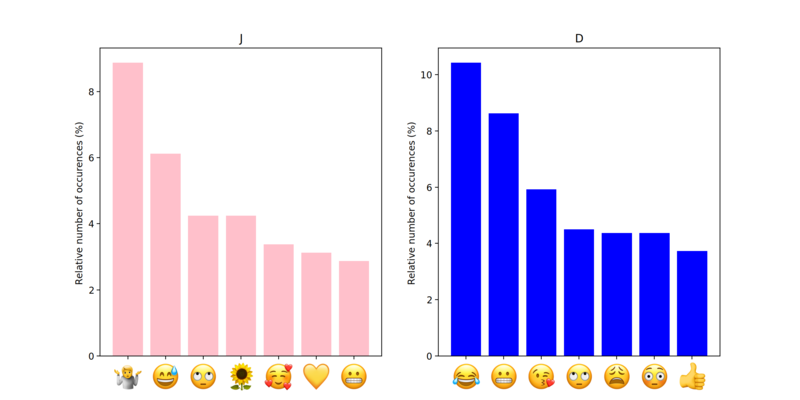 J
Relative number of occurences (%)
8
6
4
2
0
🤷‍♀️ 😅 🙄 🌻 🥰 💛 😬
D
Relative number of occurences (%)
10
8
6
4
2
0
😂 😬 😘 🙄 😩 😳 👍